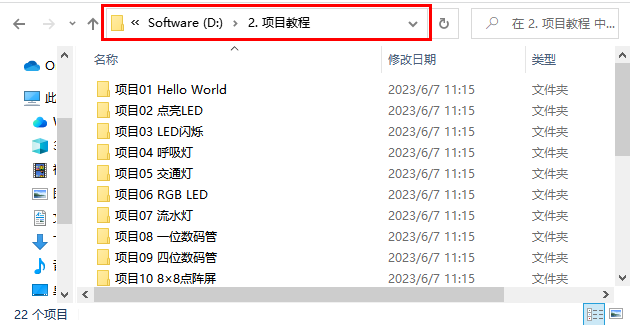 « Software (D:) › 2. 项目教程
在 2. 项目教程 中...
名称 修改日期 类型
项目01 Hello World 2023/6/7 11:15 文件夹
项目02 点亮LED 2023/6/7 11:15 文件夹
项目03 LED闪烁 2023/6/7 11:15 文件夹
项目04 呼吸灯 2023/6/7 11:15 文件夹
项目05 交通灯 2023/6/7 11:15 文件夹
项目06 RGB LED 2023/6/7 11:15 文件夹
项目07 流水灯 2023/6/7 11:15 文件夹
项目08 一位数码管 2023/6/7 11:15 文件夹
项目09 四位数码管 2023/6/7 11:15 文件夹
项目10 8×8点阵屏 2023/6/7 11:15 文件夹
O
此
3
22 个项目